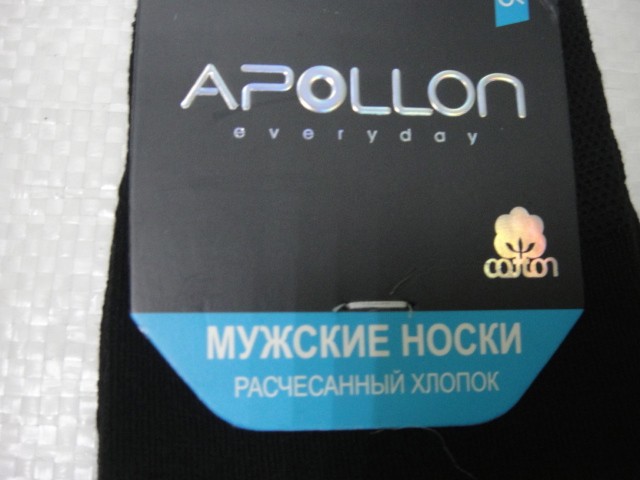 APOLLON
everyday
cotton
МУЖСКИЕ НОСКИ
РАСЧЕСАННЫЙ ХЛОПОК